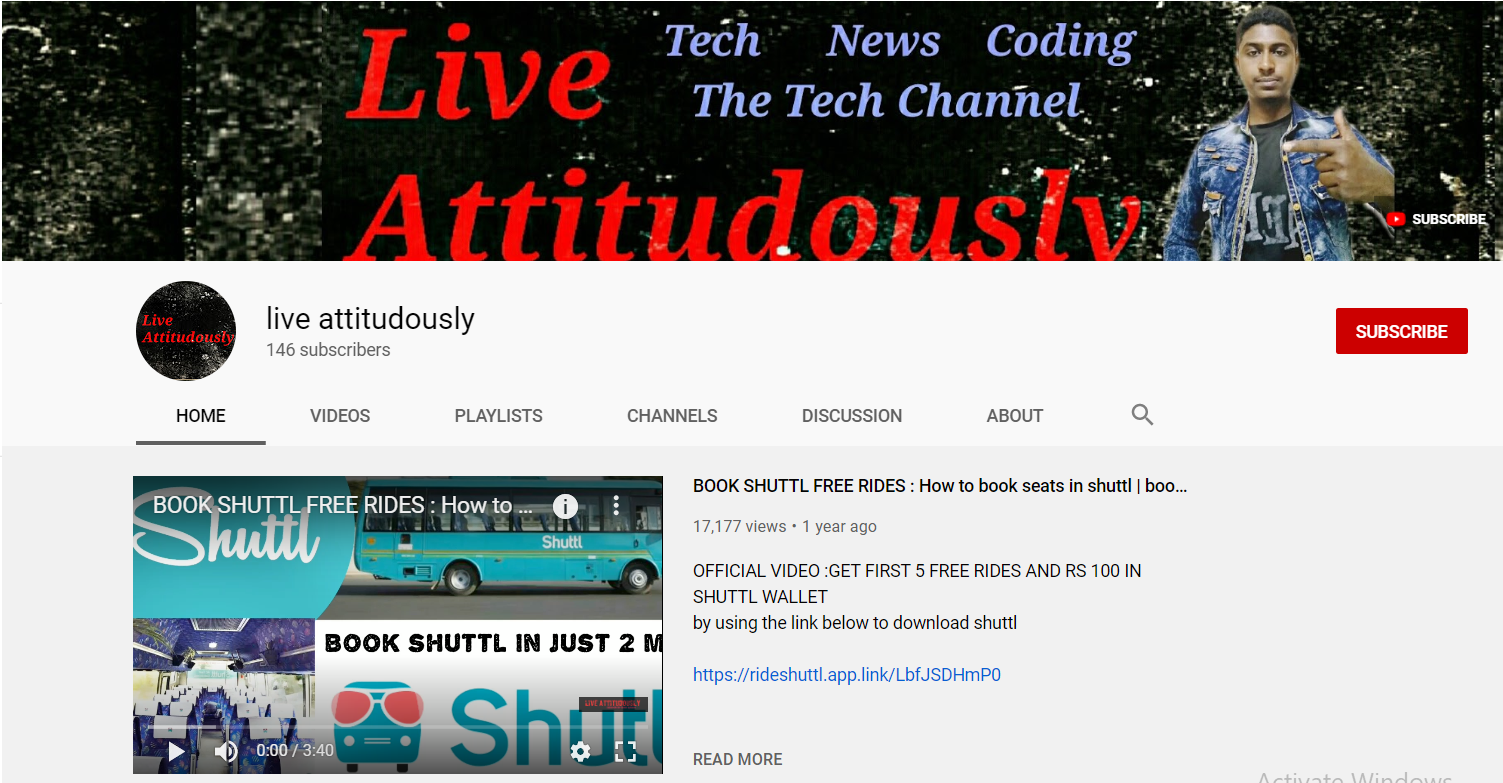 Live
Tech News Coding
The Tech Channel
Attitudously
SUBSCRIBE
Live
Attitudously
live attitudously
146 subscribers
SUBSCRIBE
HOME VIDEOS PLAYLISTS CHANNELS DISCUSSION ABOUT
BOOK SHUTTL FREE RIDES : How to ...
Shuttl
Shuttl
BOOK SHUTTL IN JUST 2 M
LIVE ATTITUDOUSLY
Shutt
0:00 / 3:40
BOOK SHUTTL FREE RIDES : How to book seats in shuttl | boo...
17,177 views • 1 year ago
OFFICIAL VIDEO :GET FIRST 5 FREE RIDES AND RS 100 IN
SHUTTL WALLET
by using the link below to download shuttl
https://rideshuttl.app.link/LbfJSDHmP0
READ MORE
Activate Windows